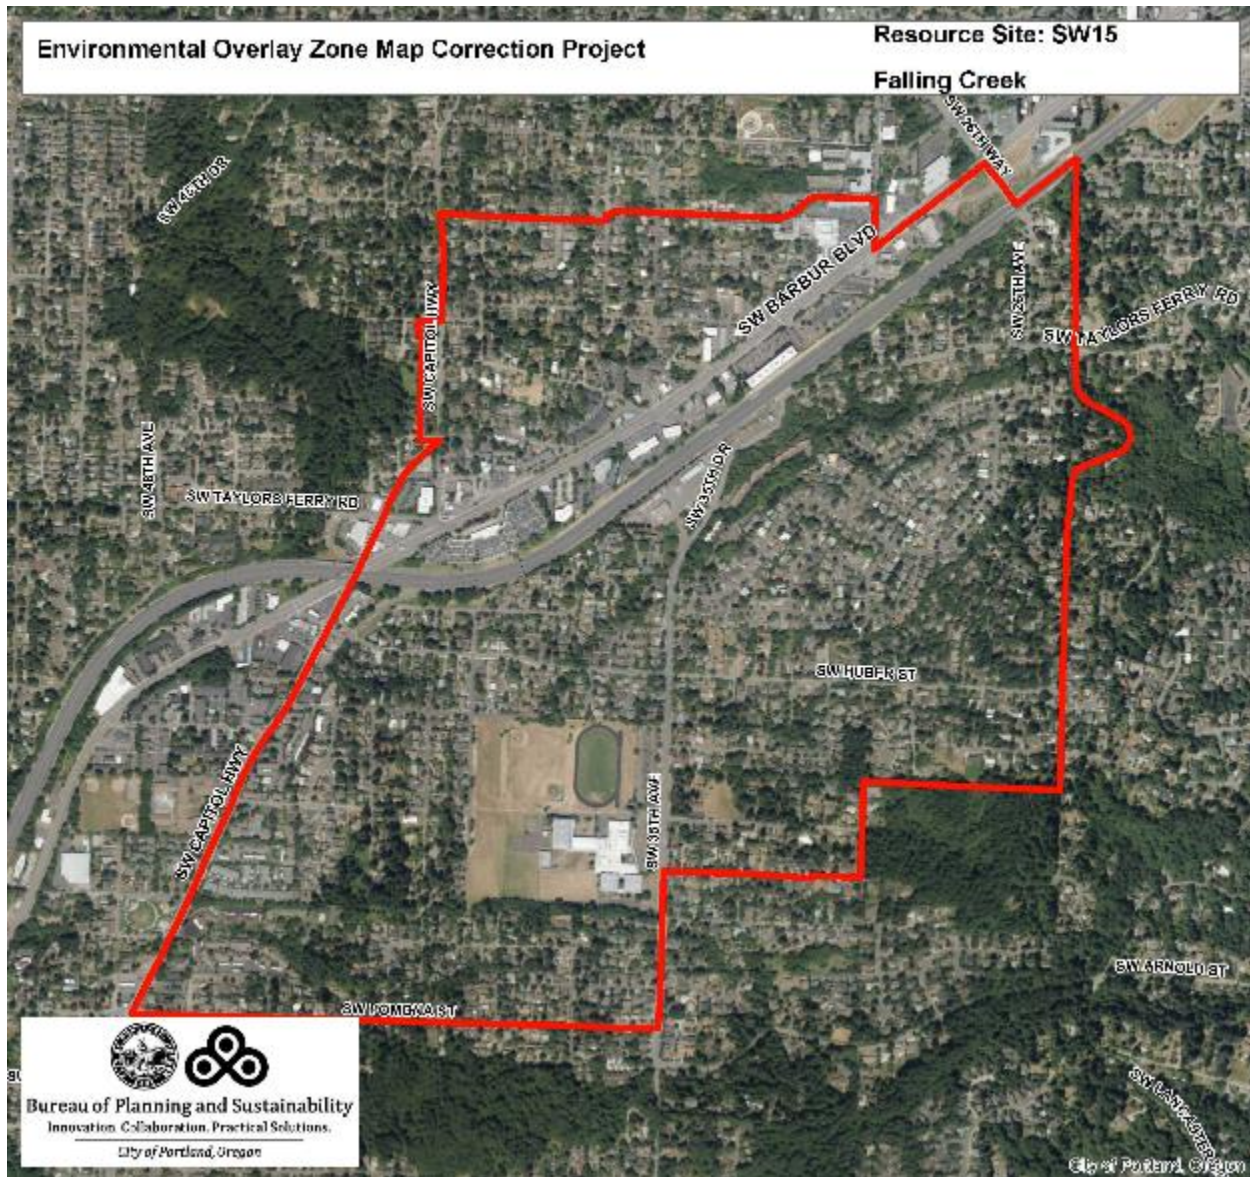 Environmental Overlay Zone Map Correction Project
Resource Site: SW15
Falling Creek
SW 26TH WAY
SW 45TH DR
SW CAPITOL HWY
SW BARBUR BLVD
SW 26TH AVE
SW TAYLORS FERRY RD
SW 48TH AVE
SW TAYLORS FERRY RD
SW 35TH DR
SW HUBER ST
SW CAPITOL HWY
SW 35TH AVE
SW POMONA ST
SW ARNOLD ST
SW LANCASTER
Bureau of Planning and Sustainability
Innovation. Collaboration. Practical Solutions.
City of Portland, Oregon
City of Portland, Oregon